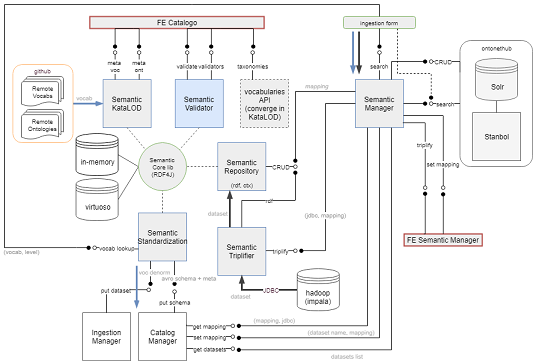 FE Catalogo
ingestion form
meta
voc
meta
ont
validate
validators
taxonomies
search
github
Remote
Vocabs
Remote
Ontologies
vocab
Semantic
KataLOD
Semantic
Validator
vocabularies
API
(converge in
KataLOD)
mapping
Semantic
Manager
CRUD
search
ontonethub
Solr
Stanbol
triplify
set mapping
FE Semantic Manager
in-memory
virtuoso
Semantic
Core lib
(RDF4J)
Semantic
Repository
(rdf, ctx)
CRUD
rdf
(jdbc, mapping)
dataset
Semantic
Standardization
Semantic
Triplifier
triplify
vocab lookup
(vocab, level)
voc denorm
avro schema + meta
put dataset
put schema
JDBC
dataset
hadoop
(impala)
Ingestion
Manager
Catalog
Manager
get mapping
set mapping
get datasets
(mapping, jdbc)
(dataset name, mapping)
datasets list